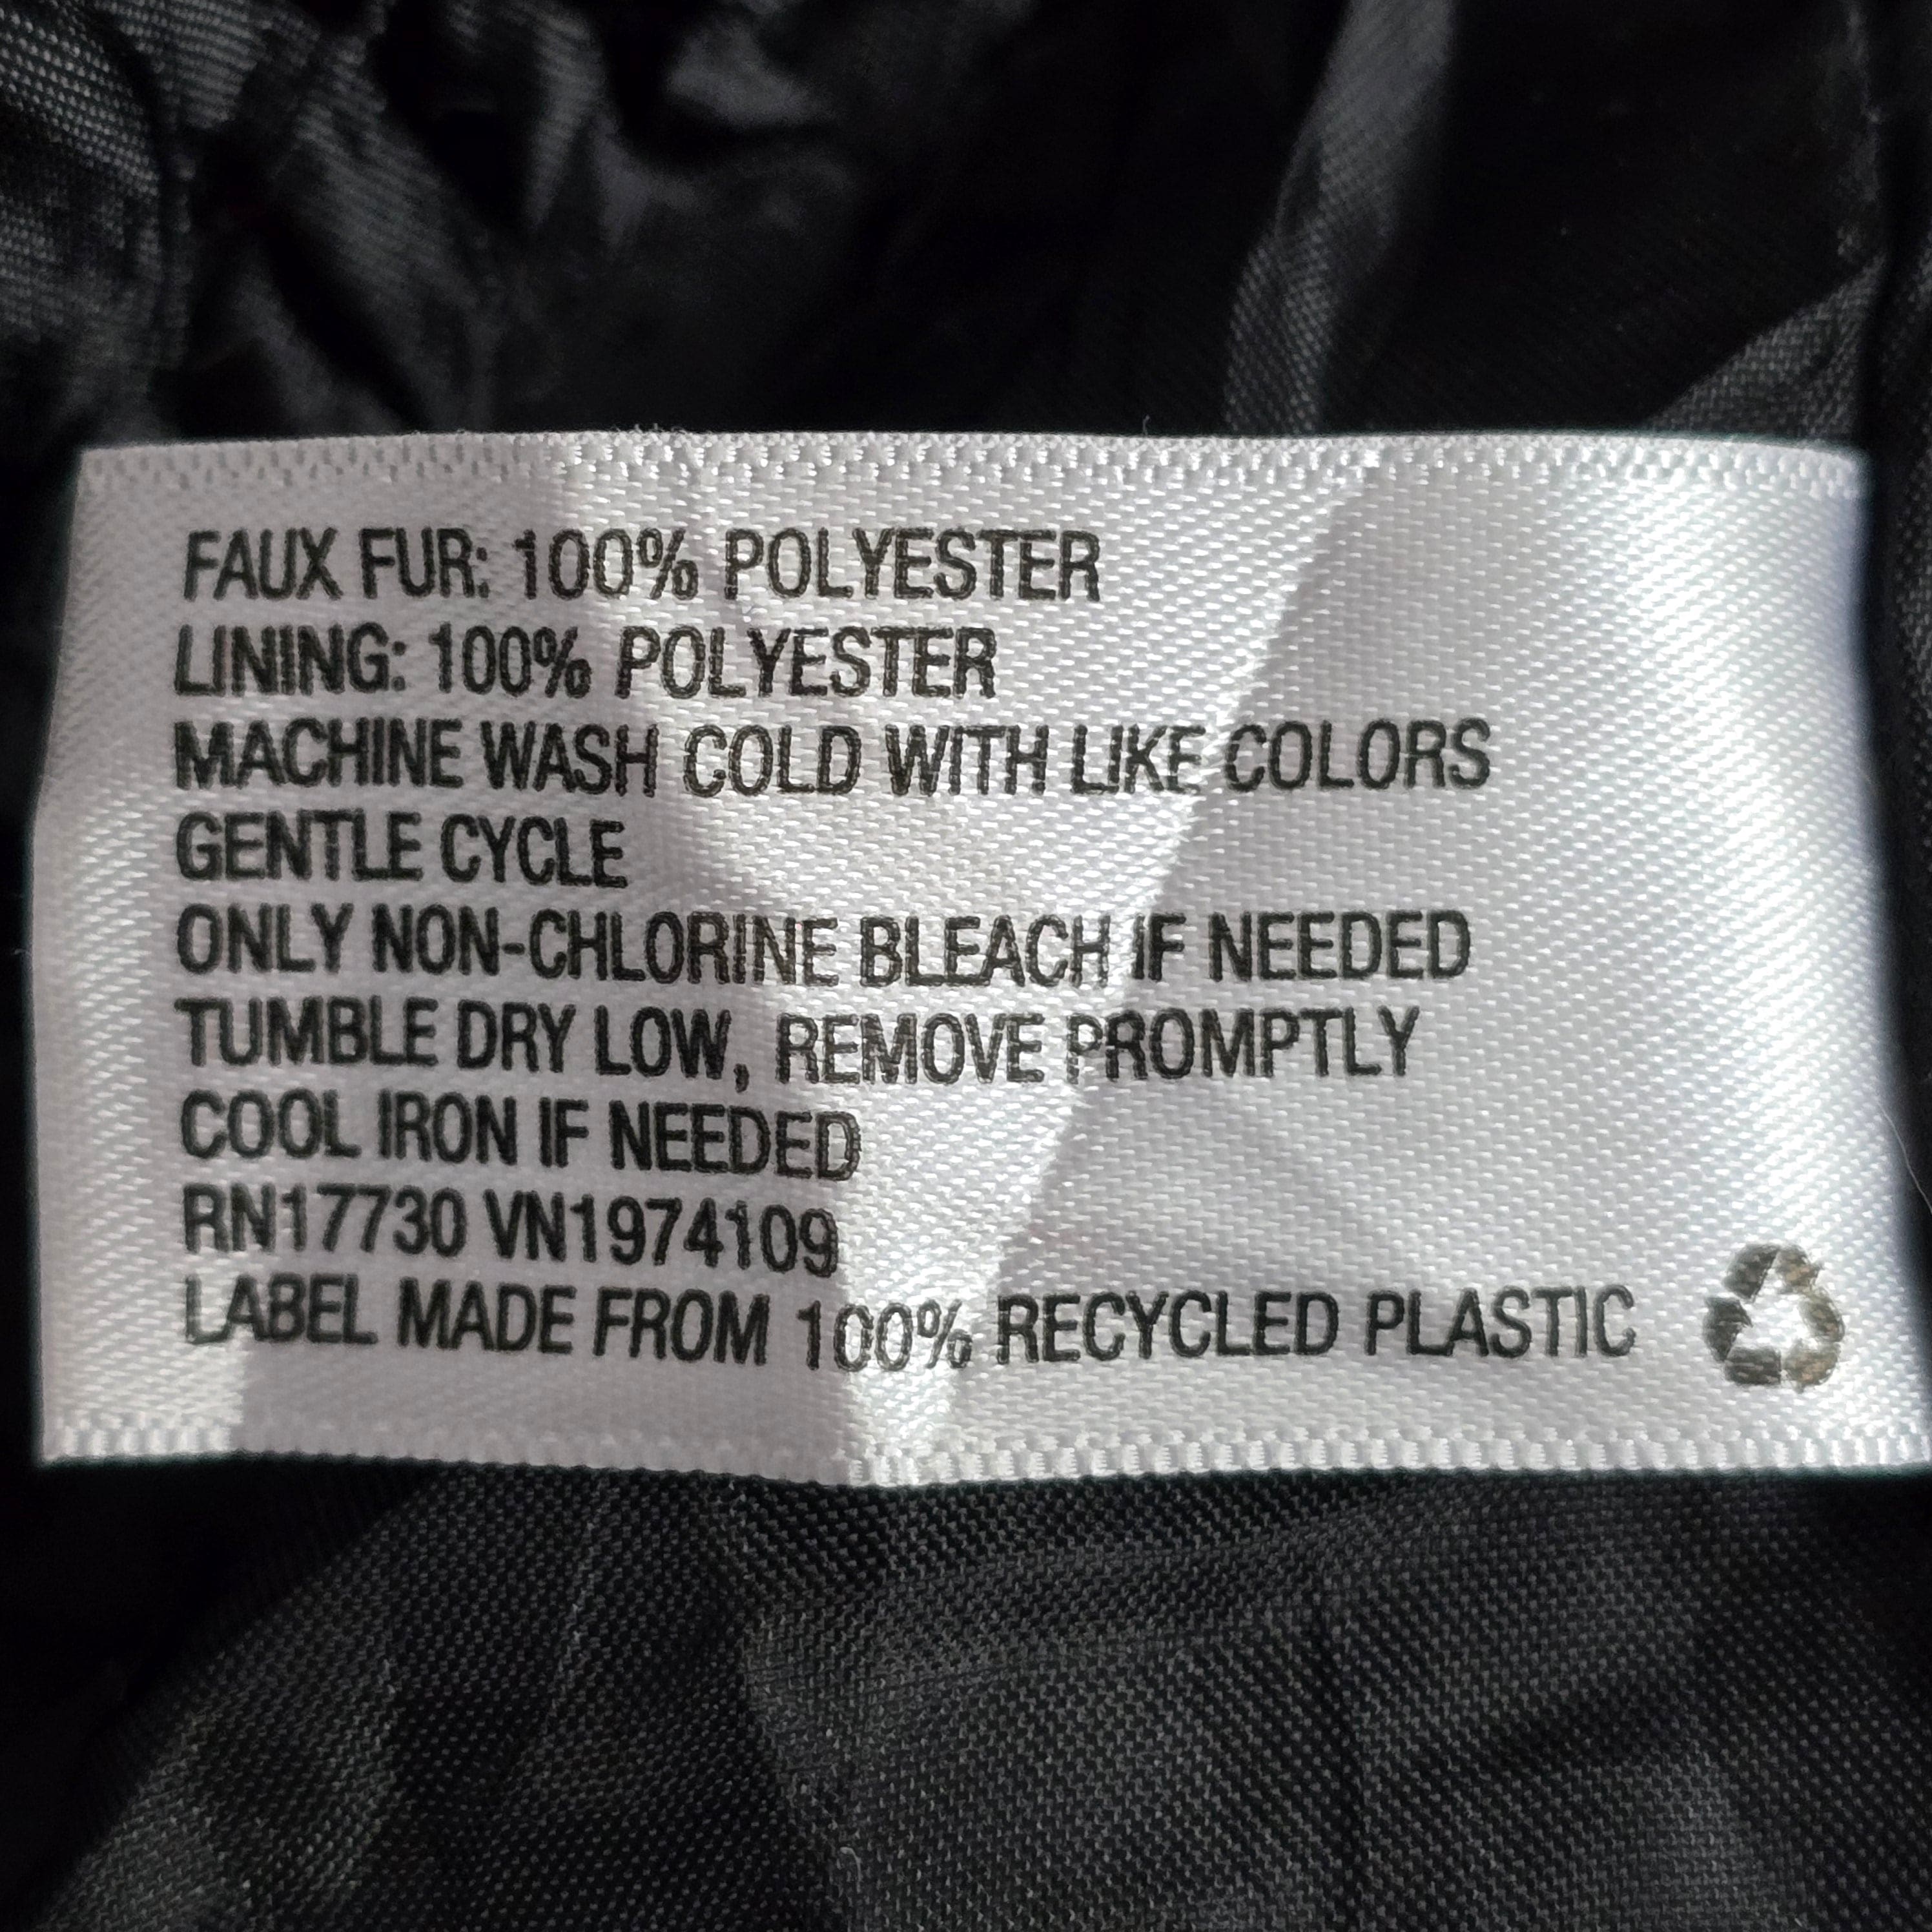 FAUX FUR: 100% POLYESTER
LINING: 100% POLYESTER
MACHINE WASH COLD WITH LIKE COLORS
GENTLE CYCLE
ONLY NON-CHLORINE BLEACH IF NEEDED
TUMBLE DRY LOW, REMOVE PROMPTLY
COOL IRON IF NEEDED
RN17730 VN1974109
LABEL MADE FROM 100% RECYCLED PLASTIC